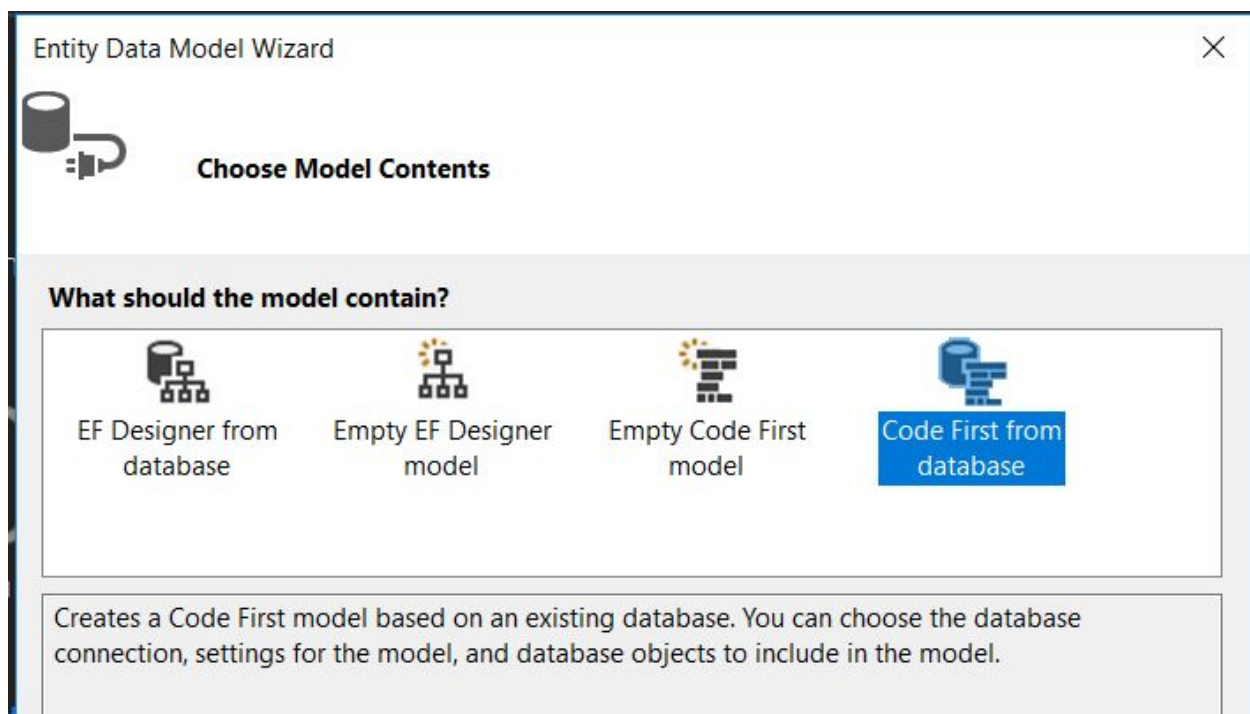 Entity Data Model Wizard
Choose Model Contents
What should the model contain?
EF Designer from
database
Empty EF Designer
model
Empty Code First
model
Code First from
database
Creates a Code First model based on an existing database. You can choose the database
connection, settings for the model, and database objects to include in the model.